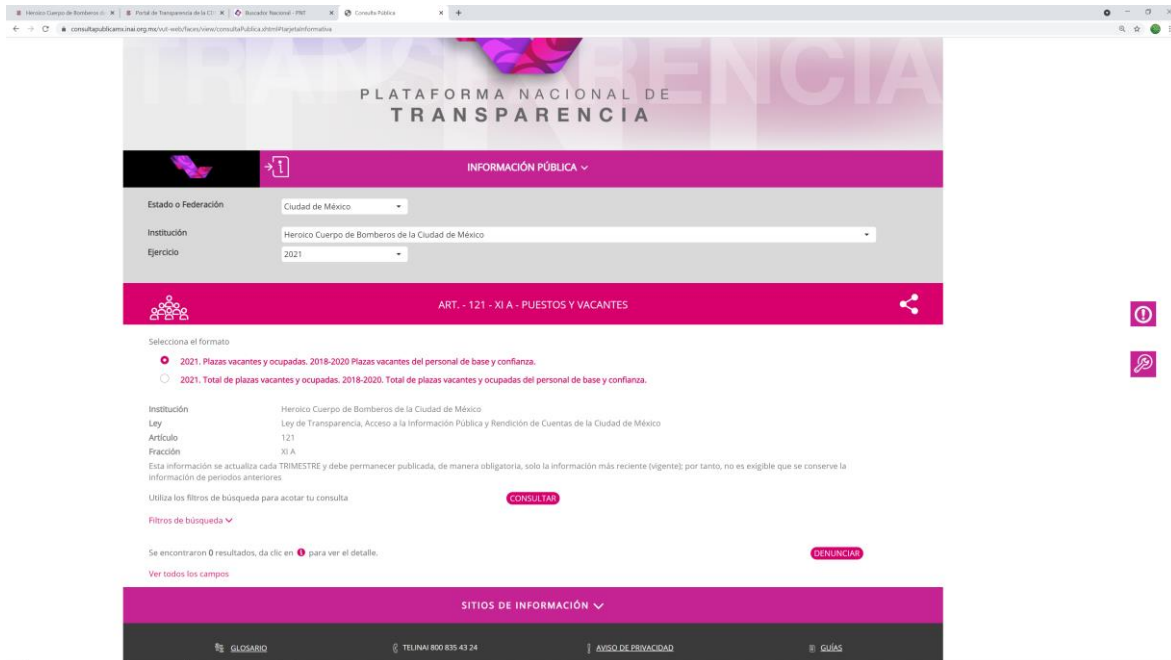 Heroico Cuerpo de Bomberos d
Portal de Transparencia de la CD
Buscador Nacional - PNT
Consulta Pública
consultapublicamx.inai.org.mx/vut-web/faces/view/consultaPublica.xhtml#tarjetaInformativa
TRANSPARENCIA
PLATAFORMA NACIONAL DE
TRANSPARENCIA
INFORMACIÓN PÚBLICA
Estado o Federación Ciudad de México
Institución Heroico Cuerpo de Bomberos de la Ciudad de México
Ejercicio 2021
ART. - 121 - XI A - PUESTOS Y VACANTES
Selecciona el formato
2021. Plazas vacantes y ocupadas. 2018-2020 Plazas vacantes del personal de base y confianza.
2021. Total de plazas vacantes y ocupadas. 2018-2020. Total de plazas vacantes y ocupadas del personal de base y confianza.
Institución Heroico Cuerpo de Bomberos de la Ciudad de México
Ley Ley de Transparencia, Acceso a la Información Pública y Rendición de Cuentas de la Ciudad de México
Artículo 121
Fracción XI A
Esta información se actualiza cada TRIMESTRE y debe permanecer publicada, de manera obligatoria, solo la información más reciente (vigente); por tanto, no es exigible que se conserve la
información de periodos anteriores
Utiliza los filtros de búsqueda para acotar tu consulta CONSULTAR
Filtros de búsqueda
Se encontraron 0 resultados, da clic en para ver el detalle. DENUNCIAR
Ver todos los campos
SITIOS DE INFORMACIÓN
GLOSARIO TELINAI 800 835 43 24 AVISO DE PRIVACIDAD GUÍAS